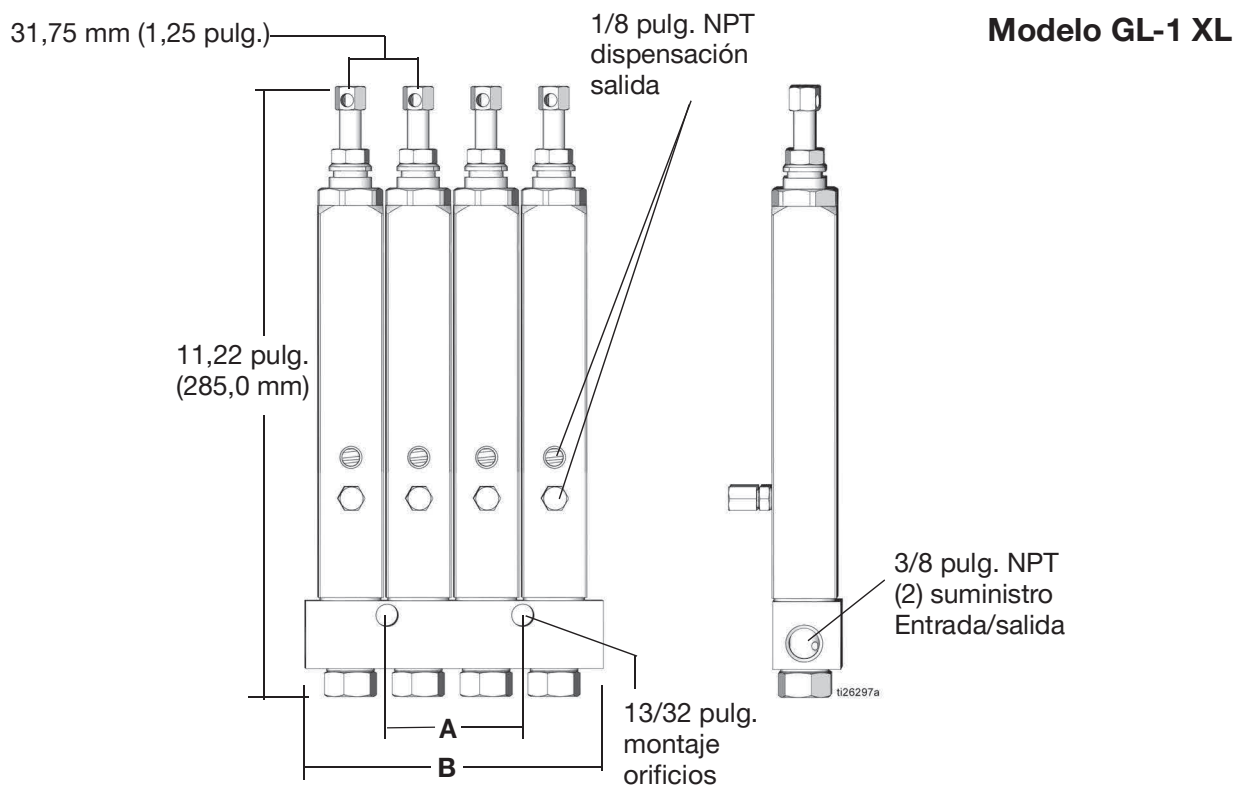 31,75 mm (1,25 pulg.)
1/8 pulg. NPT
dispensación
salida
Modelo GL-1 XL
11,22 pulg.
(285,0 mm)
3/8 pulg. NPT
(2) suministro
Entrada/salida
ti26297a
13/32 pulg.
montaje
orificios
A
B